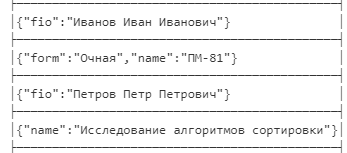 {"fio":"Иванов Иван Иванович"}
{"form":"Очная","name":"ПМ-81"}
{"fio":"Петров Петр Петрович"}
{"name":"Исследование алгоритмов сортировки"}